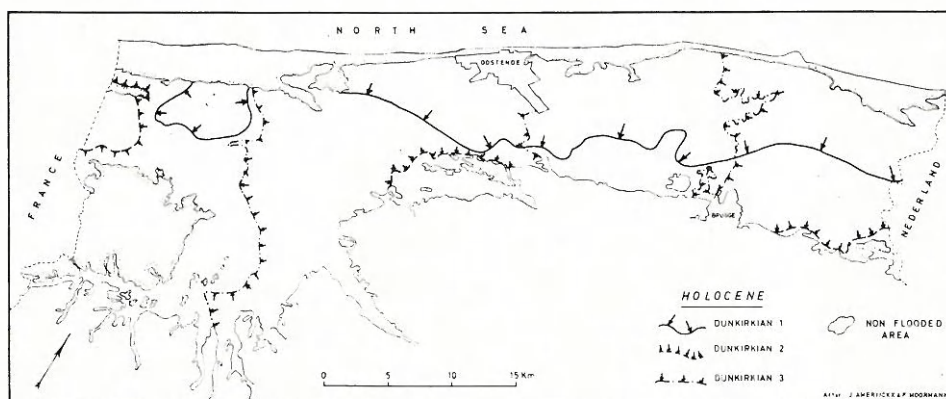 NORTH SEA
OOSTENDE
FRANCE
NEDERLAND
BRUGGE
HOLOCENE
DUNKIRKIAN 1
DUNKIRKIAN 2
DUNKIRKIAN 3
NON FLOODED
AREA
0 5 10 15 Km